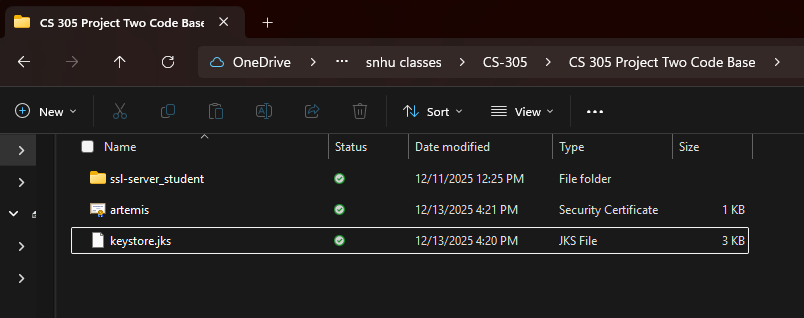 CS 305 Project Two Code Base
OneDrive > ... snhu classes > CS-305 > CS 305 Project Two Code Base >
New Sort View ...
Name Status Date modified Type Size
ssl-server_student 12/11/2025 12:25 PM File folder
artemis 12/13/2025 4:21 PM Security Certificate 1 KB
keystore.jks 12/13/2025 4:20 PM JKS File 3 KB